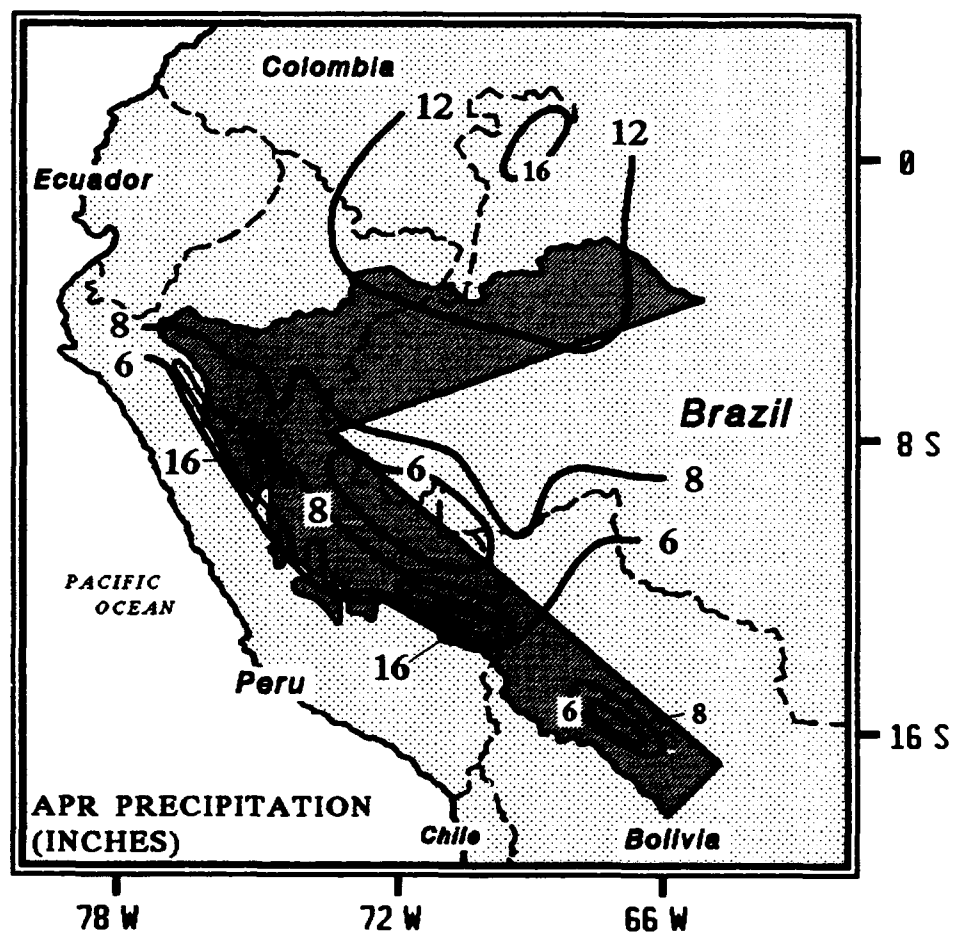 Colombia
12
12
16
0
Ecuador
8
6
Brazil
8 S
16
6
8
8
6
PACIFIC
OCEAN
16
Peru
6
8
16 S
APR PRECIPITATION
(INCHES)
Chile
Bolivia
78 W
72 W
66 W